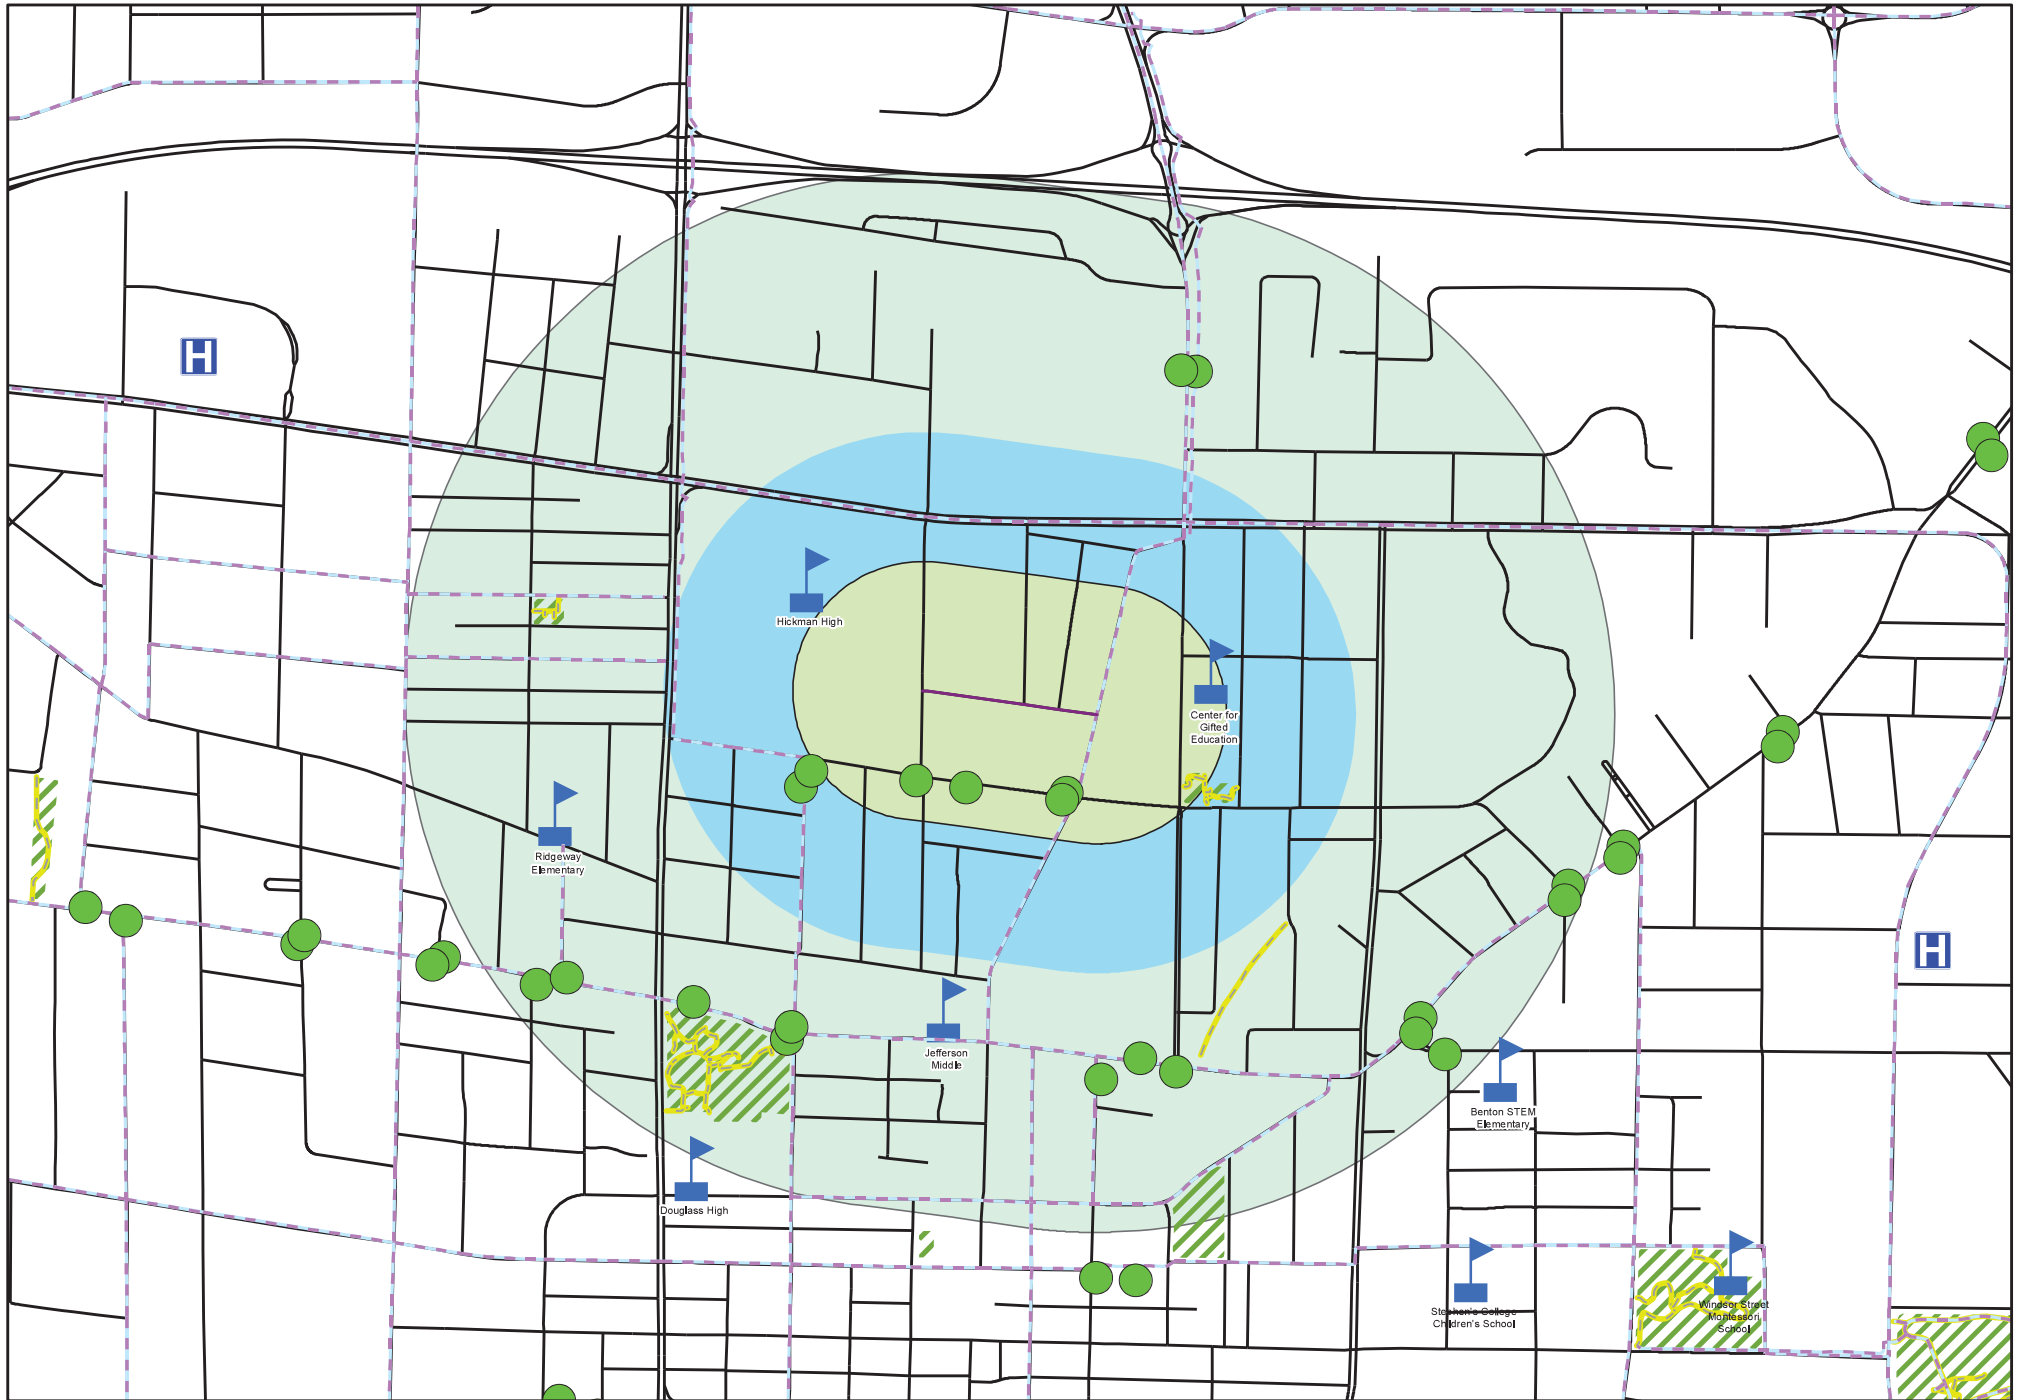 H
Hickman High
Center for
Gifted
Education
Ridgeway
Elementary
H
Jefferson
Middle
Benton STEM
Elementary
Douglass High
Stephen's College
Children's School
Windsor Street
Montessori
School